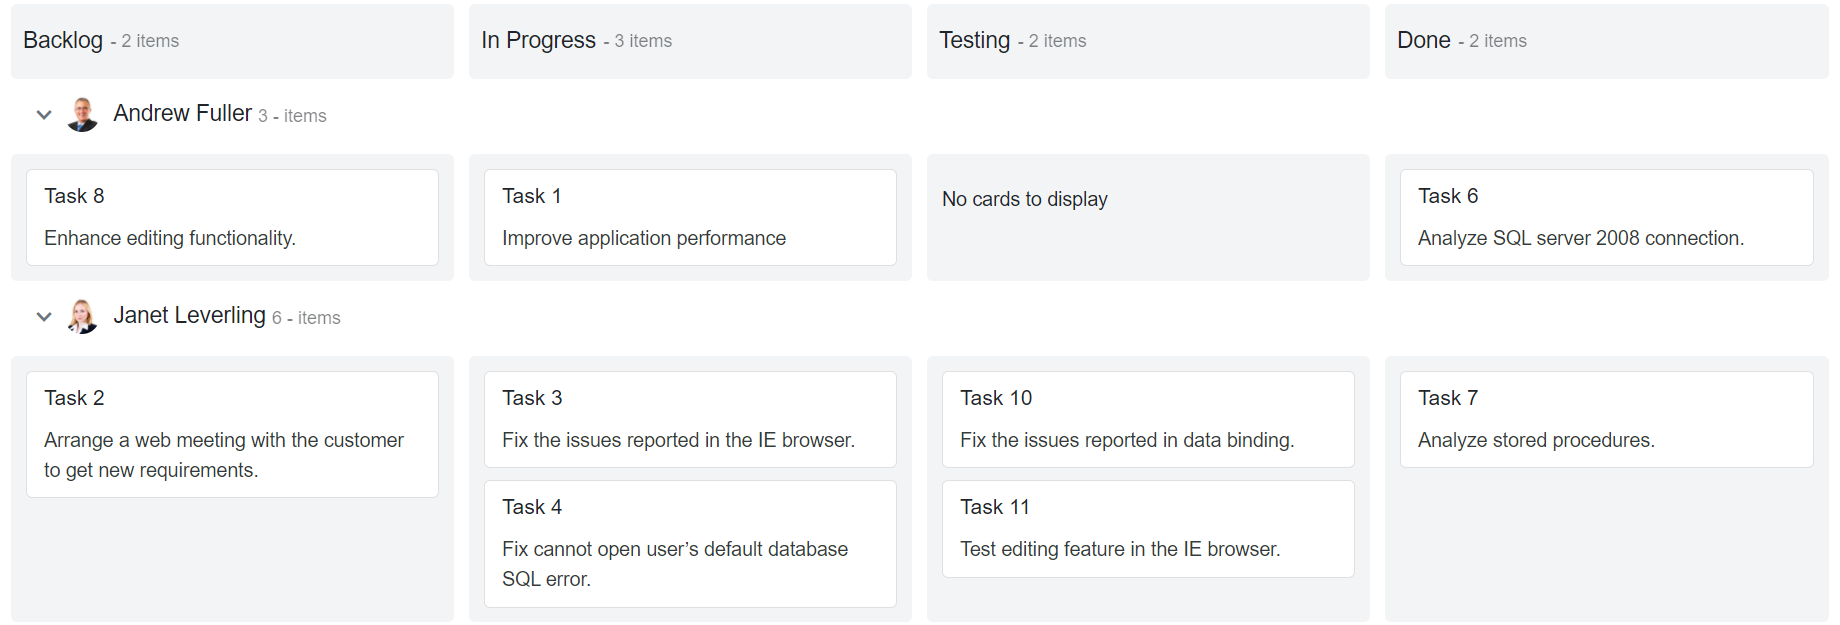 Backlog - 2 items
In Progress - 3 items
Testing - 2 items
Done - 2 items
Andrew Fuller 3 - items
Task 8
Enhance editing functionality.
Task 1
Improve application performance
No cards to display
Task 6
Analyze SQL server 2008 connection.
Janet Leverling 6 - items
Task 2
Arrange a web meeting with the customer
to get new requirements.
Task 3
Fix the issues reported in the IE browser.
Task 4
Fix cannot open user’s default database
SQL error.
Task 10
Fix the issues reported in data binding.
Task 11
Test editing feature in the IE browser.
Task 7
Analyze stored procedures.